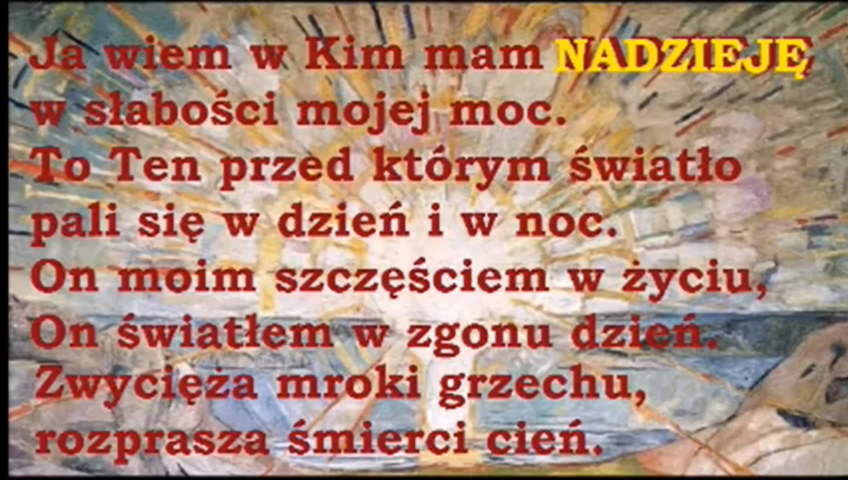 Ja wiem w Kim mam NADZIEJĘ
w słabości mojej moc.
To Ten przed którym światło
pali się w dzień i w noc.
On moim szczęściem w życiu,
On światłem w zgonu dzień.
Zwycięża mroki grzechu,
rozprasza śmierci cień.